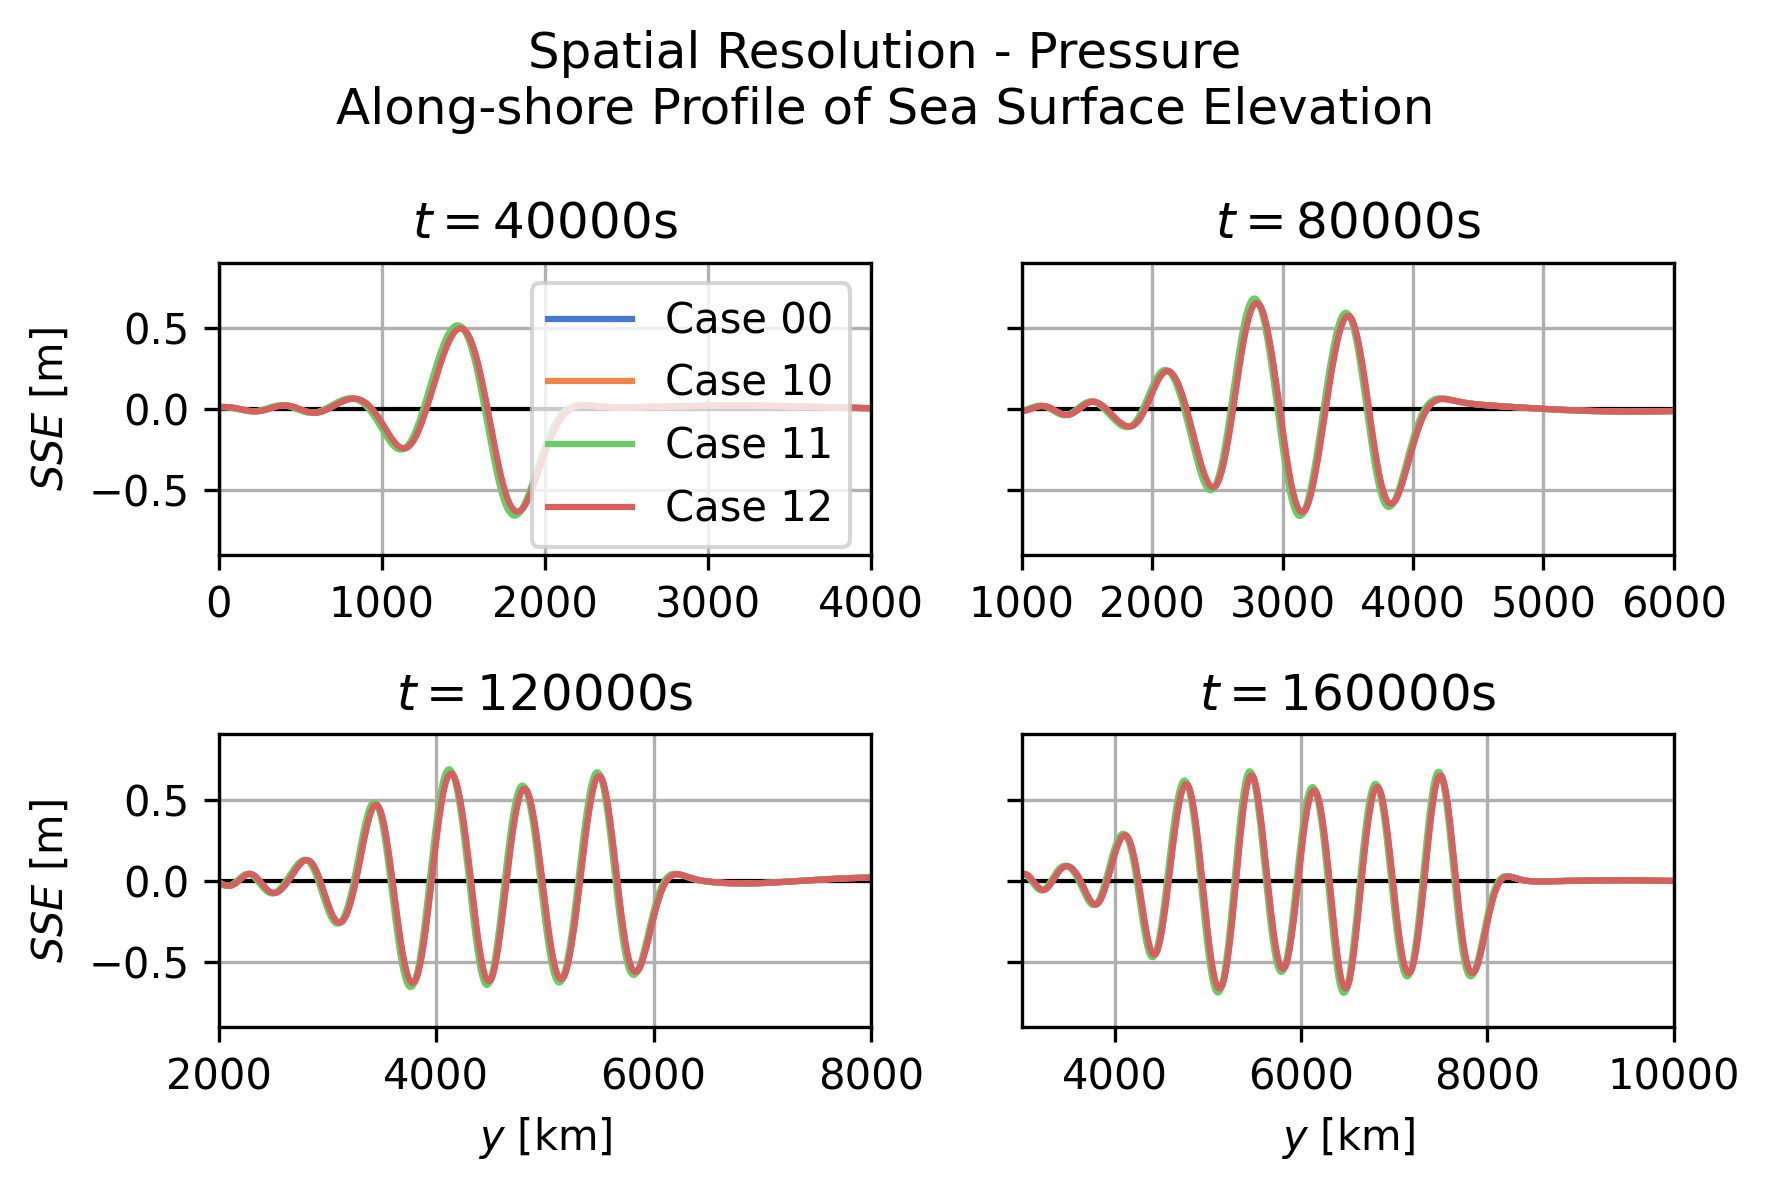 Spatial Resolution - Pressure
Along-shore Profile of Sea Surface Elevation
t = 40000s
t = 80000s
SSE [m]
0.5
0.0
−0.5
Case 00
Case 10
Case 11
Case 12
0 1000 2000 3000 4000
1000 2000 3000 4000 5000 6000
t = 120000s
t = 160000s
SSE [m]
0.5
0.0
−0.5
2000 4000 6000 8000
4000 6000 8000 10000
y [km]
y [km]